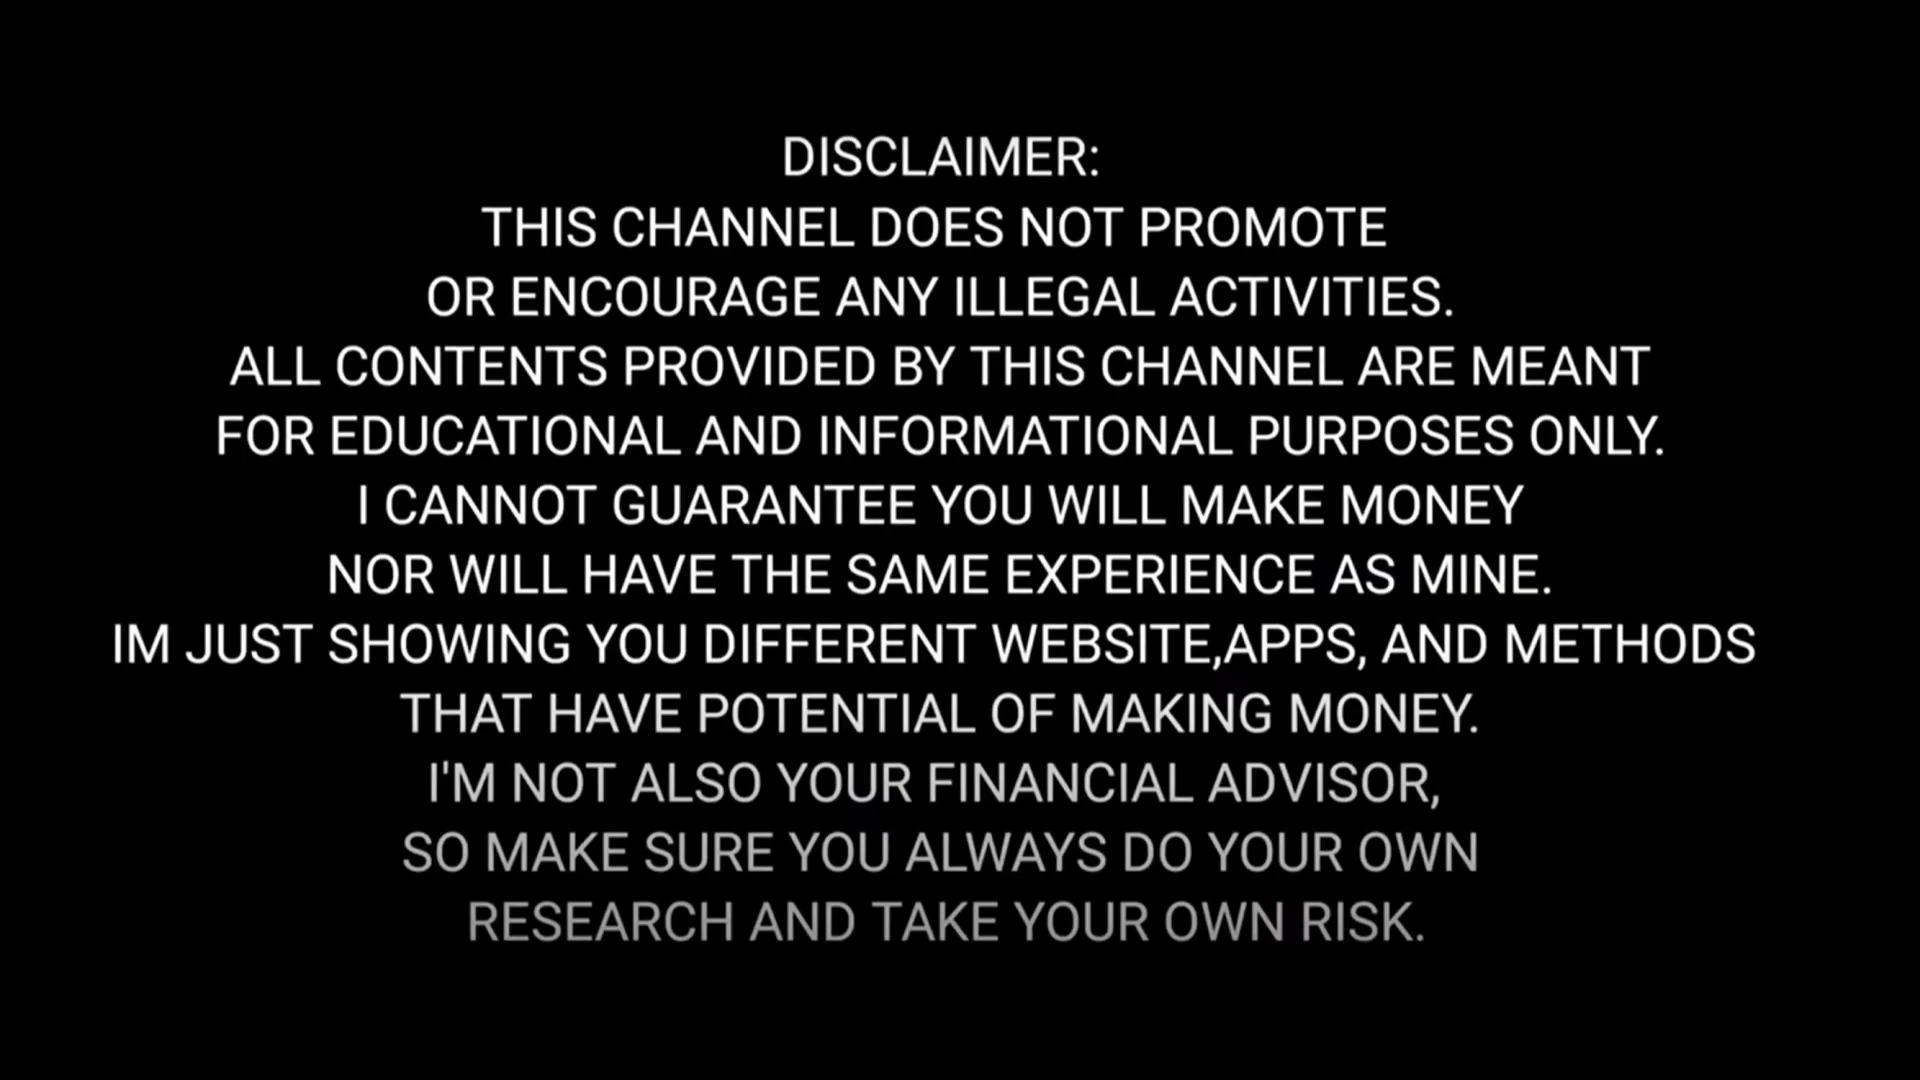 DISCLAIMER:
THIS CHANNEL DOES NOT PROMOTE
OR ENCOURAGE ANY ILLEGAL ACTIVITIES.
ALL CONTENTS PROVIDED BY THIS CHANNEL ARE MEANT
FOR EDUCATIONAL AND INFORMATIONAL PURPOSES ONLY.
I CANNOT GUARANTEE YOU WILL MAKE MONEY
NOR WILL HAVE THE SAME EXPERIENCE AS MINE.
IM JUST SHOWING YOU DIFFERENT WEBSITE,APPS, AND METHODS
THAT HAVE POTENTIAL OF MAKING MONEY.
I'M NOT ALSO YOUR FINANCIAL ADVISOR,
SO MAKE SURE YOU ALWAYS DO YOUR OWN
RESEARCH AND TAKE YOUR OWN RISK.